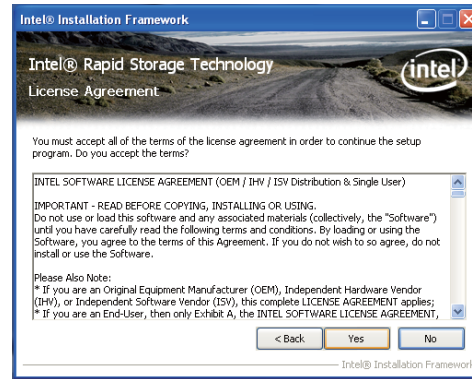 Intel® Installation Framework
Intel® Rapid Storage Technology
(intel)
License Agreement
You must accept all of the terms of the license agreement in order to continue the setup
program. Do you accept the terms?
INTEL SOFTWARE LICENSE AGREEMENT (OEM / IHV / ISV Distribution & Single User)
IMPORTANT - READ BEFORE COPYING, INSTALLING OR USING.
Do not use or load this software and any associated materials (collectively, the "Software")
until you have carefully read the following terms and conditions. By loading or using the
Software, you agree to the terms of this Agreement. If you do not wish to so agree, do not
install or use the Software.
Please Also Note:
* If you are an Original Equipment Manufacturer (OEM), Independent Hardware Vendor
(IHV), or Independent Software Vendor (ISV), this complete LICENSE AGREEMENT applies;
* If you are an End-User, then only Exhibit A, the INTEL SOFTWARE LICENSE AGREEMENT,
< Back Yes No
Intel® Installation Framework